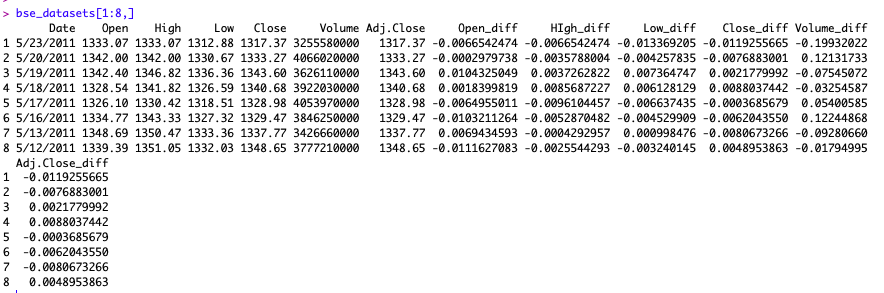 > bse_datasets[1:8,]
Date Open High Low Close Volume Adj.Close Open_diff HIgh_diff Low_diff Close_diff Volume_diff
1 5/23/2011 1333.07 1333.07 1312.88 1317.37 3255580000 1317.37 -0.0066542474 -0.0066542474 -0.013369205 -0.0119255665 -0.19932022
2 5/20/2011 1342.00 1342.00 1330.67 1333.27 4066020000 1333.27 -0.0002979738 -0.0035788004 -0.004257835 -0.0076883001 0.12131733
3 5/19/2011 1342.40 1346.82 1336.36 1343.60 3626110000 1343.60 0.0104325049 0.0037262822 0.007364747 0.0021779992 -0.07545072
4 5/18/2011 1328.54 1341.82 1326.59 1340.68 3922030000 1340.68 0.0018399819 0.0085687227 0.006128129 0.0088037442 -0.03254587
5 5/17/2011 1326.10 1330.42 1318.51 1328.98 4053970000 1328.98 -0.0064955011 -0.0096104457 -0.006637435 -0.0003685679 0.05400585
6 5/16/2011 1334.77 1343.33 1327.32 1329.47 3846250000 1329.47 -0.0103211264 -0.0052870482 -0.004529909 -0.0062043550 0.12244868
7 5/13/2011 1348.69 1350.47 1333.36 1337.77 3426660000 1337.77 0.0069434593 -0.0004292957 0.000998476 -0.0080673266 -0.09280660
8 5/12/2011 1339.39 1351.05 1332.03 1348.65 3777210000 1348.65 -0.0111627083 -0.0025544293 -0.003240145 0.0048953863 -0.01794995
Adj.Close_diff
1 -0.0119255665
2 -0.0076883001
3 0.0021779992
4 0.0088037442
5 -0.0003685679
6 -0.0062043550
7 -0.0080673266
8 0.0048953863